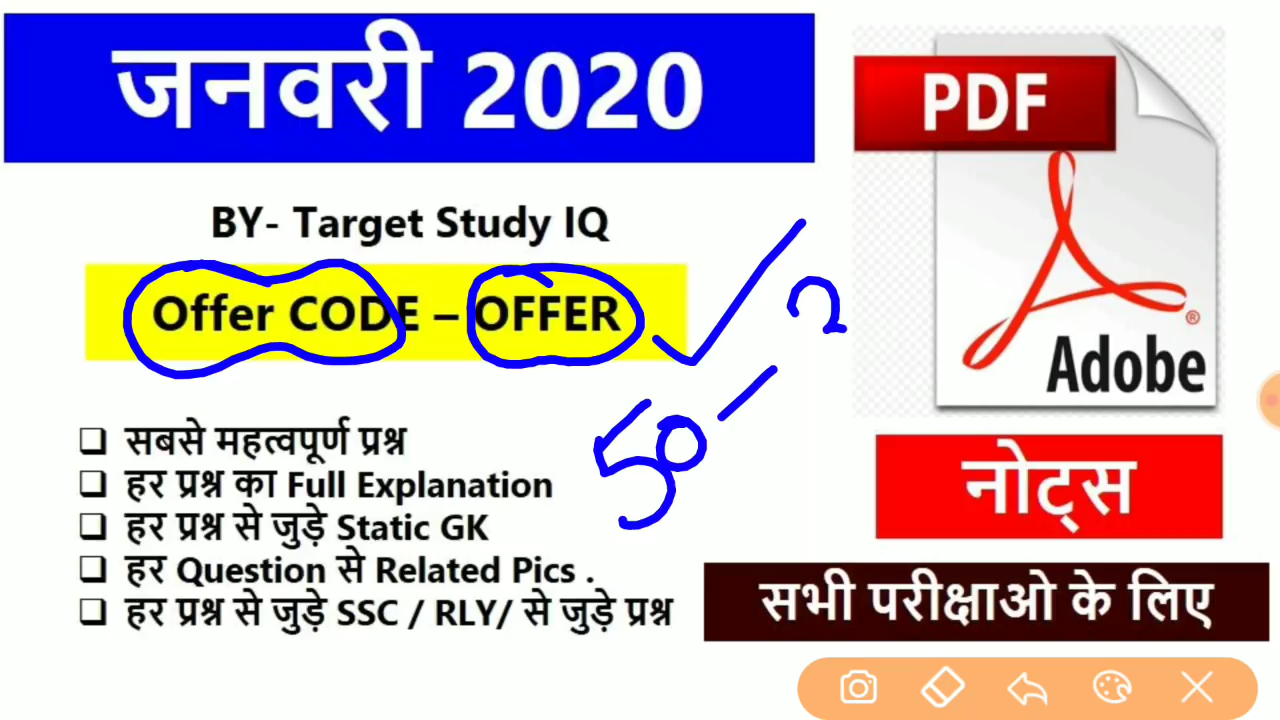 जनवरी 2020
BY- Target Study IQ
Offer CODE – OFFER
❑ सबसे महत्वपूर्ण प्रश्न
❑ हर प्रश्न का Full Explanation
❑ हर प्रश्न से जुड़े Static GK
❑ हर Question से Related Pics .
❑ हर प्रश्न से जुड़े SSC / RLY/ से जुड़े प्रश्न
50
PDF
Adobe
नोट्स
सभी परीक्षाओ के लिए